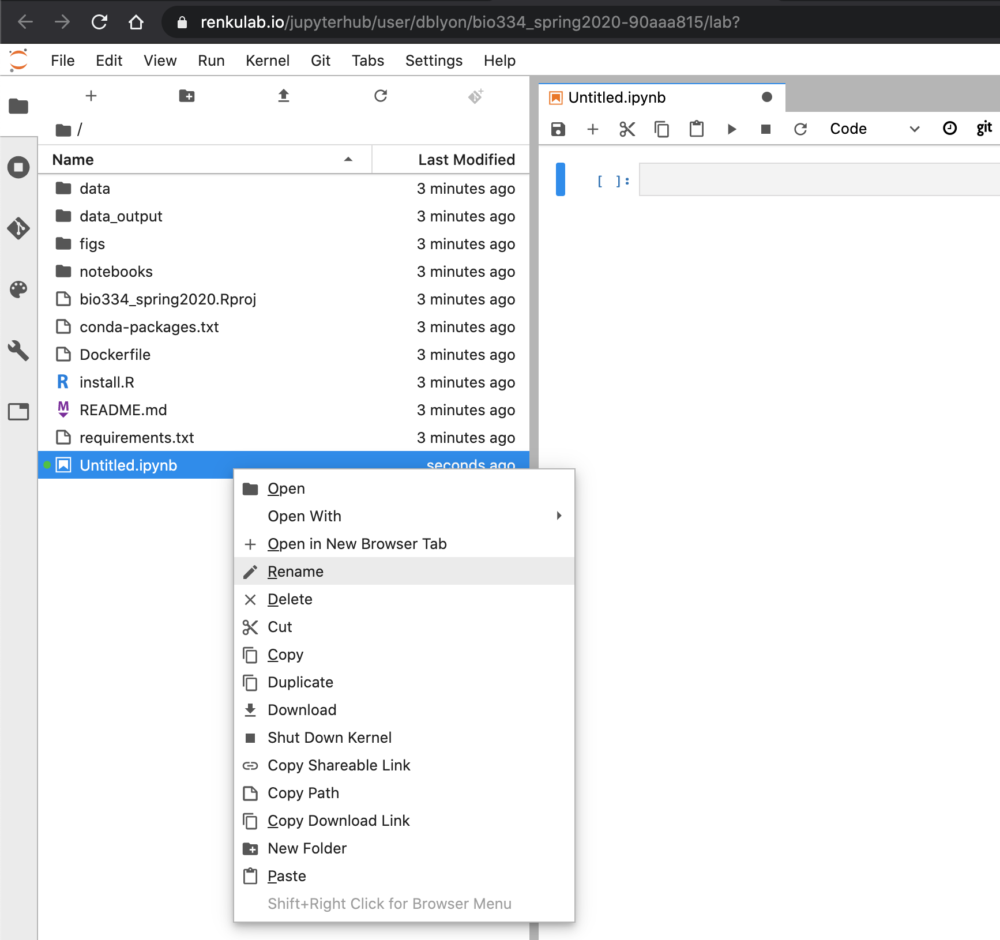 renkulab.io/jupyterhub/user/dblyon/bio334_spring2020-90aaa815/lab?
File Edit View Run Kernel Git Tabs Settings Help
Untitled.ipynb
/
Code git
Name Last Modified
[ ]:
data 3 minutes ago
data_output 3 minutes ago
figs 3 minutes ago
notebooks 3 minutes ago
bio334_spring2020.Rproj 3 minutes ago
conda-packages.txt 3 minutes ago
Dockerfile 3 minutes ago
R install.R 3 minutes ago
M README.md 3 minutes ago
requirements.txt 3 minutes ago
Untitled.ipynb seconds ago
Open
Open With
Open in New Browser Tab
Rename
Delete
Cut
Copy
Duplicate
Download
Shut Down Kernel
Copy Shareable Link
Copy Path
Copy Download Link
New Folder
Paste
Shift+Right Click for Browser Menu